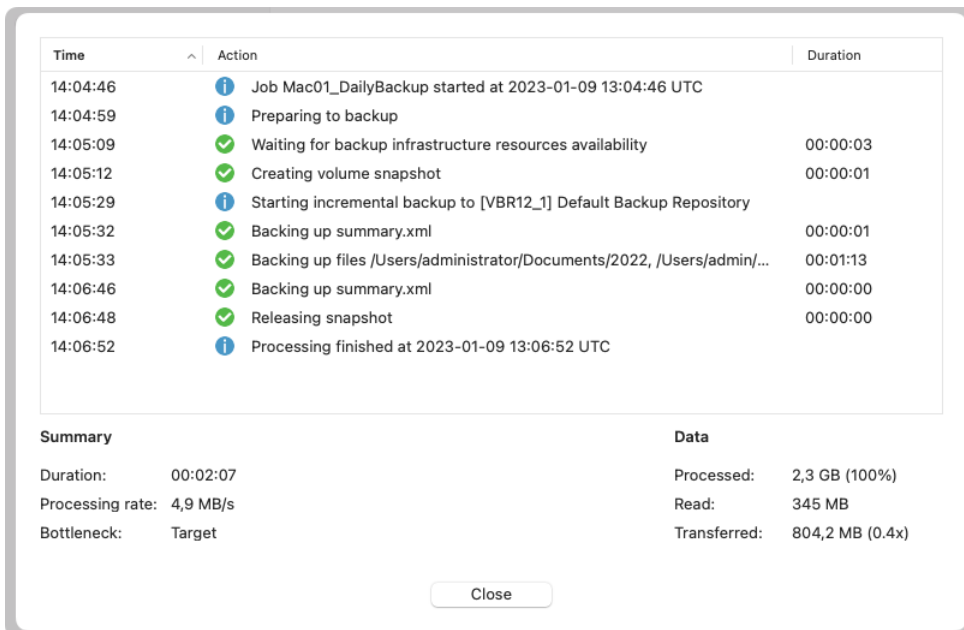 Time Action Duration
14:04:46 Job Mac01_DailyBackup started at 2023-01-09 13:04:46 UTC
14:04:59 Preparing to backup
14:05:09 Waiting for backup infrastructure resources availability 00:00:03
14:05:12 Creating volume snapshot 00:00:01
14:05:29 Starting incremental backup to [VBR12_1] Default Backup Repository
14:05:32 Backing up summary.xml 00:00:01
14:05:33 Backing up files /Users/administrator/Documents/2022, /Users/admin/... 00:01:13
14:06:46 Backing up summary.xml 00:00:00
14:06:48 Releasing snapshot 00:00:00
14:06:52 Processing finished at 2023-01-09 13:06:52 UTC
Summary Data
Duration: 00:02:07 Processed: 2,3 GB (100%)
Processing rate: 4,9 MB/s Read: 345 MB
Bottleneck: Target Transferred: 804,2 MB (0.4x)
Close